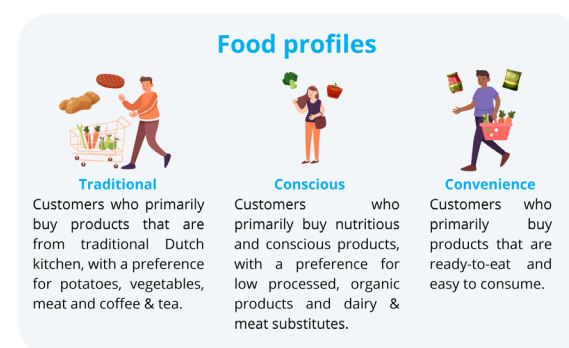 Food profiles
Traditional
Customers who primarily
buy products that are
from traditional Dutch
kitchen, with a preference
for potatoes, vegetables,
meat and coffee & tea.
Conscious
Customers who
primarily buy nutritious
and conscious products,
with a preference for
low processed, organic
products and dairy &
meat substitutes.
Convenience
Customers who
primarily buy
products that are
ready-to-eat and
easy to consume.